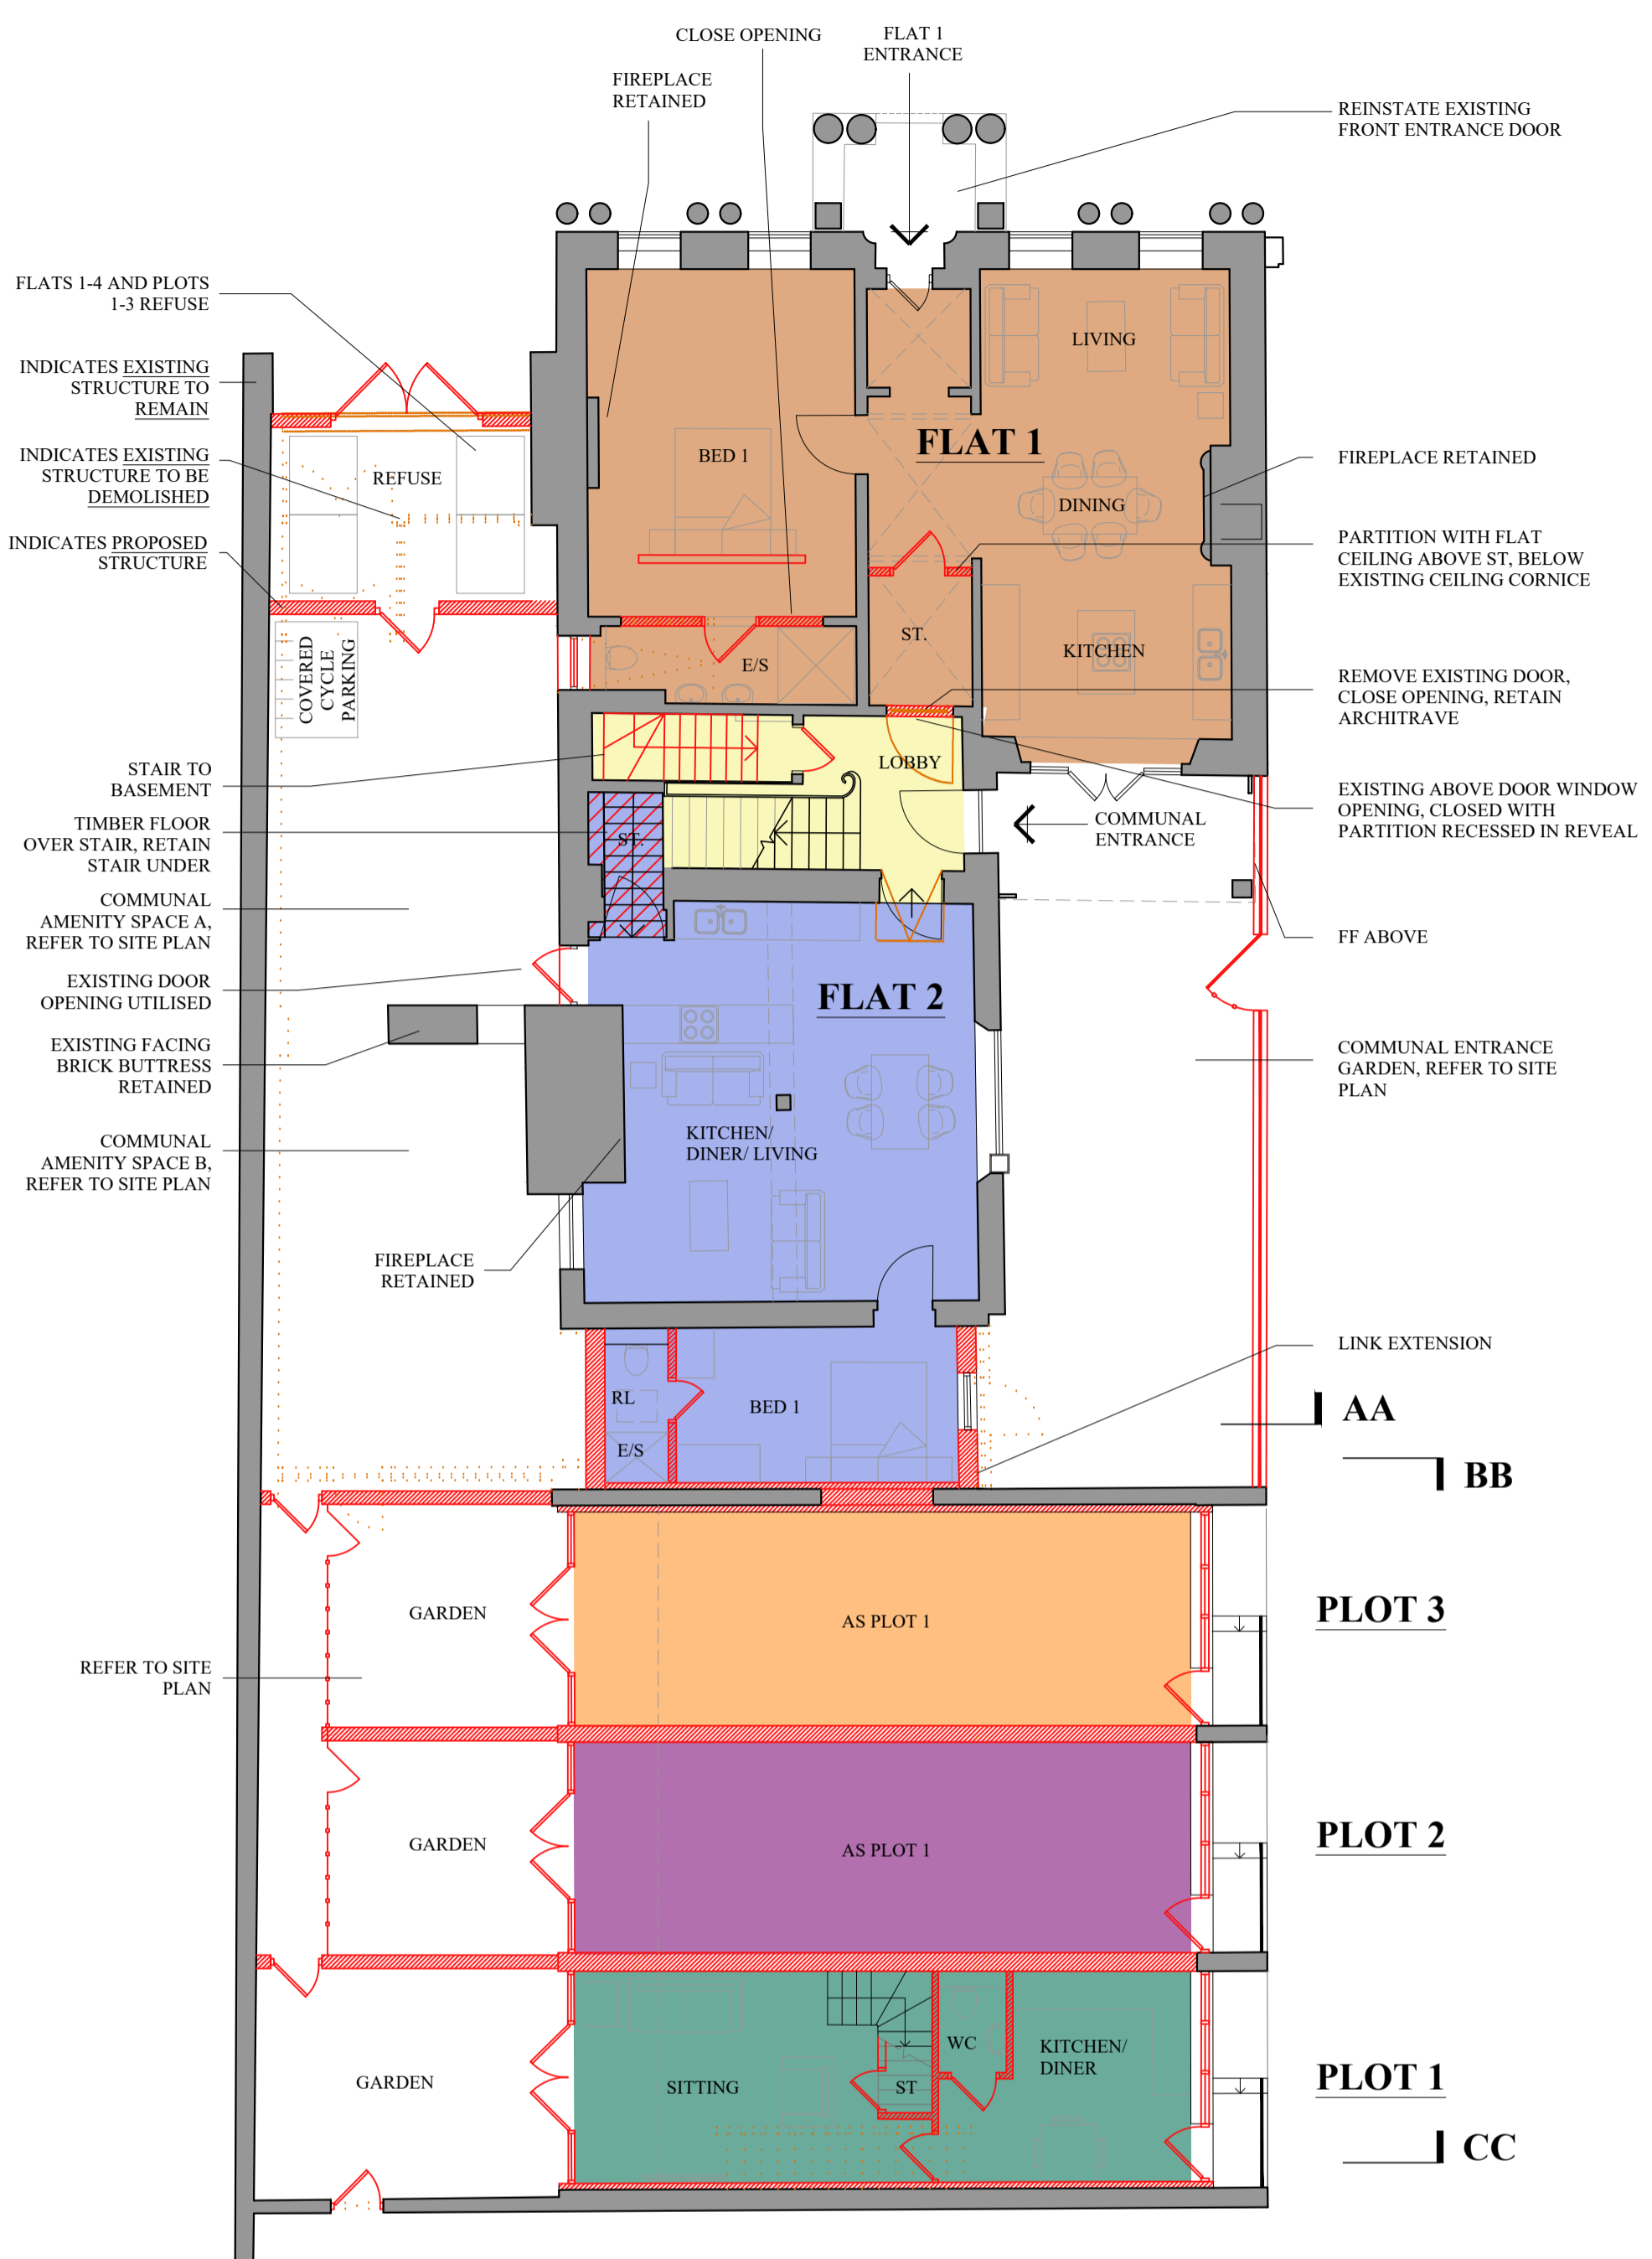 CLOSE OPENING
FLAT 1
ENTRANCE
FIREPLACE
RETAINED
REINSTATE EXISTING
FRONT ENTRANCE DOOR
FLATS 1-4 AND PLOTS
1-3 REFUSE
INDICATES EXISTING
STRUCTURE TO
REMAIN
INDICATES EXISTING
STRUCTURE TO BE
DEMOLISHED
INDICATES PROPOSED
STRUCTURE
REFUSE
COVERED
CYCLE
PARKING
BED 1
FLAT 1
LIVING
DINING
KITCHEN
ST.
E/S
FIREPLACE RETAINED
PARTITION WITH FLAT
CEILING ABOVE ST, BELOW
EXISTING CEILING CORNICE
REMOVE EXISTING DOOR,
CLOSE OPENING, RETAIN
ARCHITRAVE
EXISTING ABOVE DOOR WINDOW
OPENING, CLOSED WITH
PARTITION RECESSED IN REVEAL
STAIR TO
BASEMENT
TIMBER FLOOR
OVER STAIR, RETAIN
STAIR UNDER
COMMUNAL
AMENITY SPACE A,
REFER TO SITE PLAN
EXISTING DOOR
OPENING UTILISED
EXISTING FACING
BRICK BUTTRESS
RETAINED
COMMUNAL
AMENITY SPACE B,
REFER TO SITE PLAN
LOBBY
ST.
COMMUNAL
ENTRANCE
FF ABOVE
FLAT 2
COMMUNAL ENTRANCE
GARDEN, REFER TO SITE
PLAN
KITCHEN/
DINER/ LIVING
FIREPLACE
RETAINED
LINK EXTENSION
RL
E/S
BED 1
AA
BB
GARDEN
AS PLOT 1
PLOT 3
REFER TO SITE
PLAN
GARDEN
AS PLOT 1
PLOT 2
GARDEN
SITTING
ST
WC
KITCHEN/
DINER
PLOT 1
CC